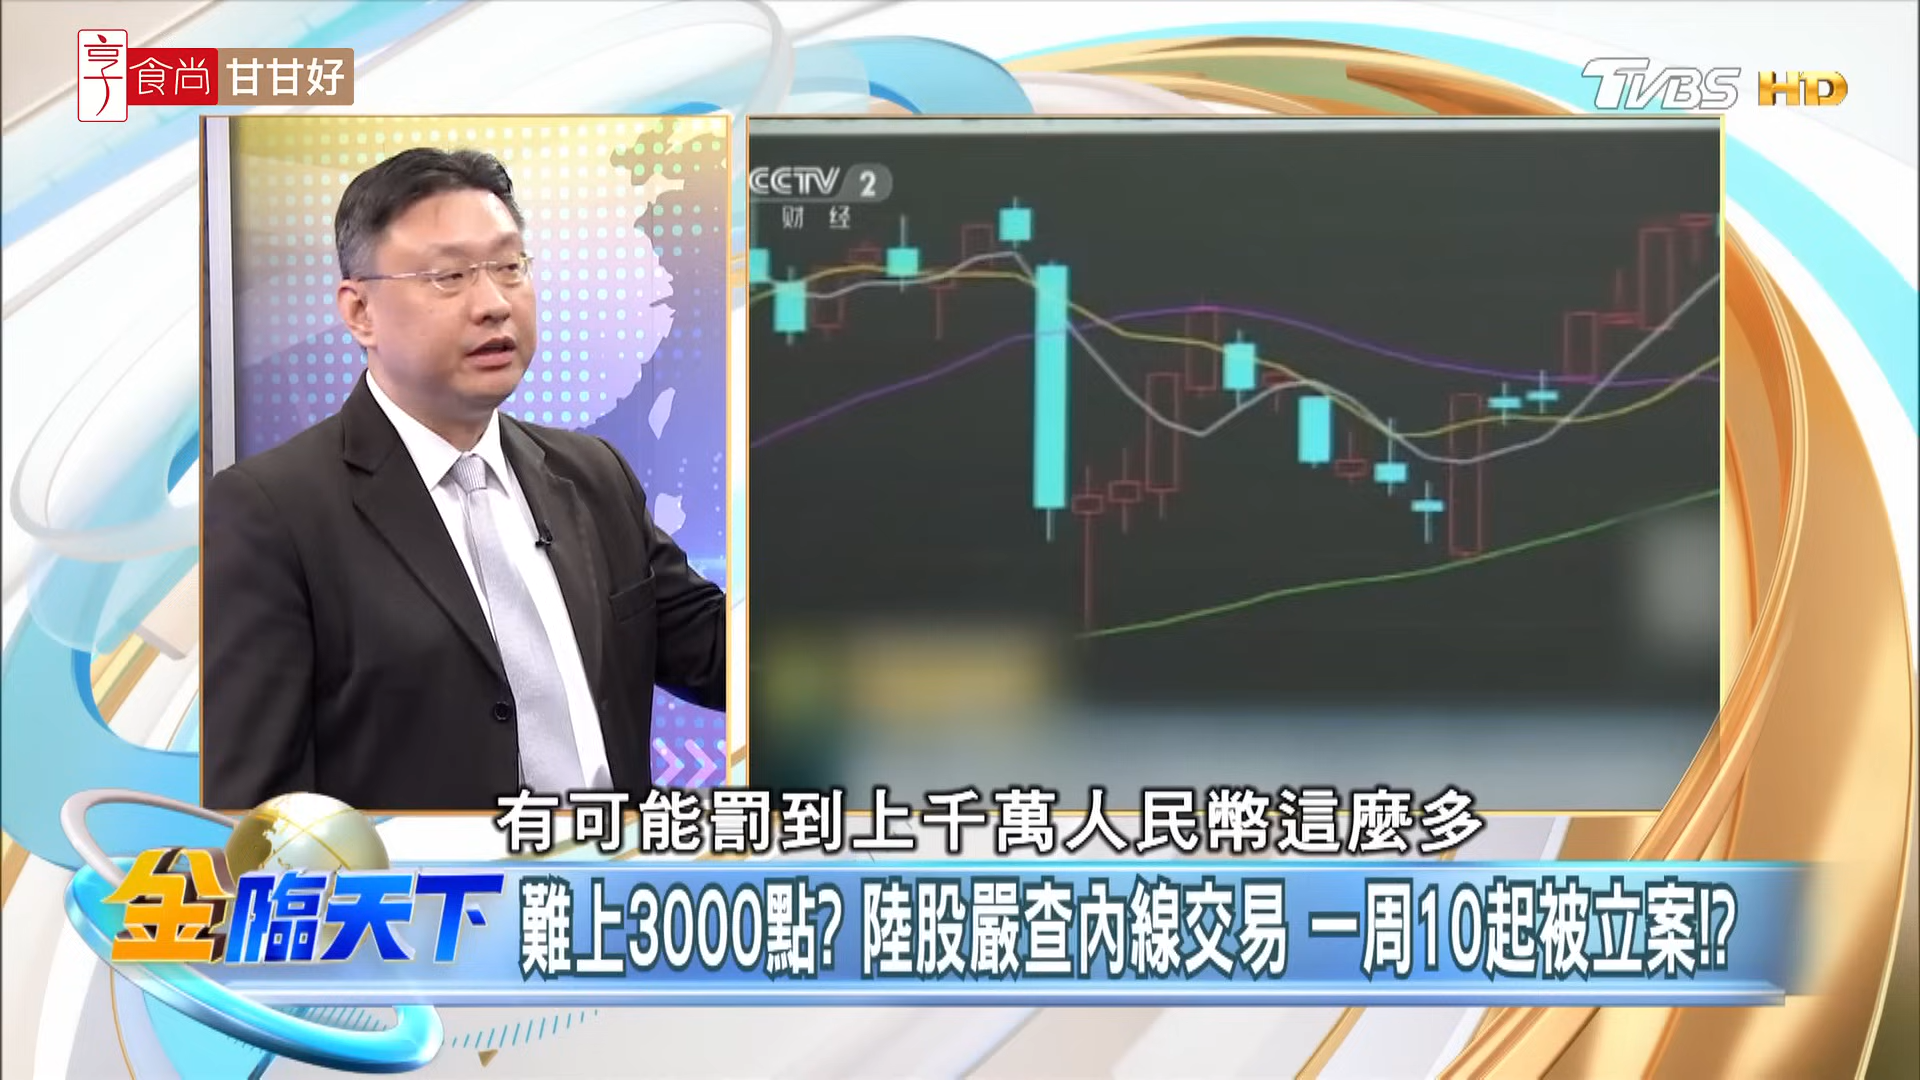 享食尚 甘甘好
TVBS HD
CCTV 2
财经
有可能罰到上千萬人民幣這麼多
金臨天下
難上3000點? 陸股嚴查內線交易 一周10起被立案!?